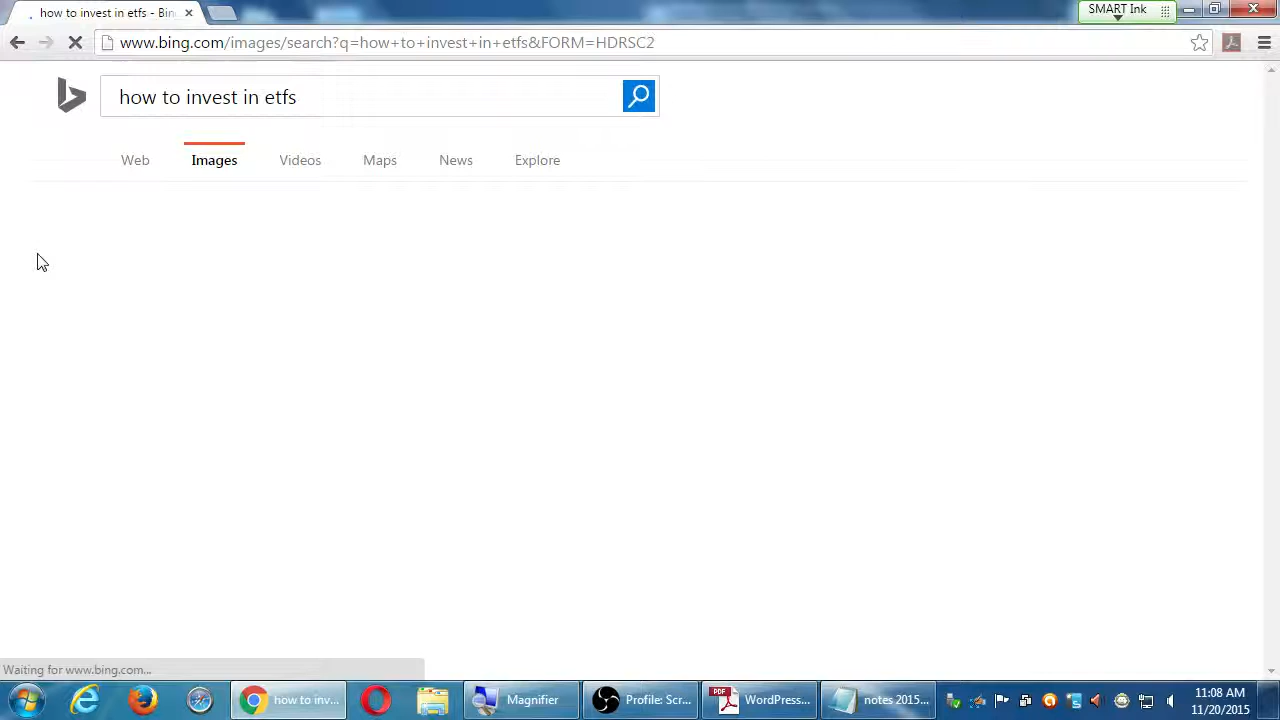 how to invest in etfs - Bin
SMART Ink
www.bing.com/images/search?q=how+to+invest+in+etfs&FORM=HDRSC2
how to invest in etfs
Web Images Videos Maps News Explore
Waiting for www.bing.com...
how to inv... Magnifier Profile: Scr... PDF WordPress... notes 2015... 11:08 AM
11/20/2015